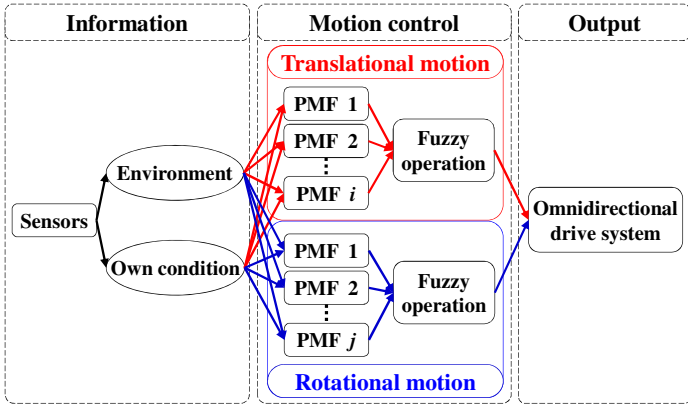 Information
Motion control
Output
Translational motion
PMF 1
PMF 2
PMF i
Fuzzy
operation
Environment
Sensors
Own condition
Omnidirectional
drive system
PMF 1
PMF 2
PMF j
Fuzzy
operation
Rotational motion